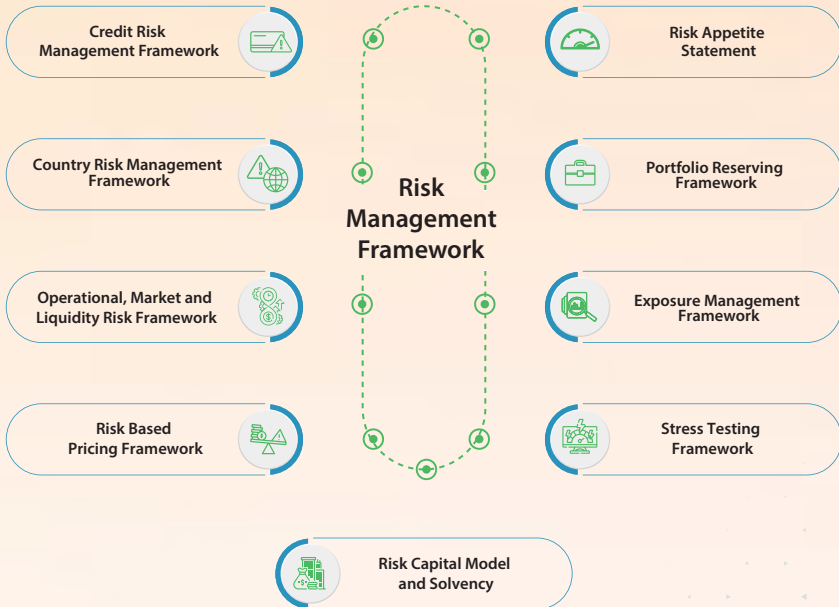 Credit Risk
Management Framework
Risk Appetite
Statement
Country Risk Management
Framework
Portfolio Reserving
Framework
Risk
Management
Framework
Operational, Market and
Liquidity Risk Framework
Exposure Management
Framework
Risk Based
Pricing Framework
Stress Testing
Framework
Risk Capital Model
and Solvency